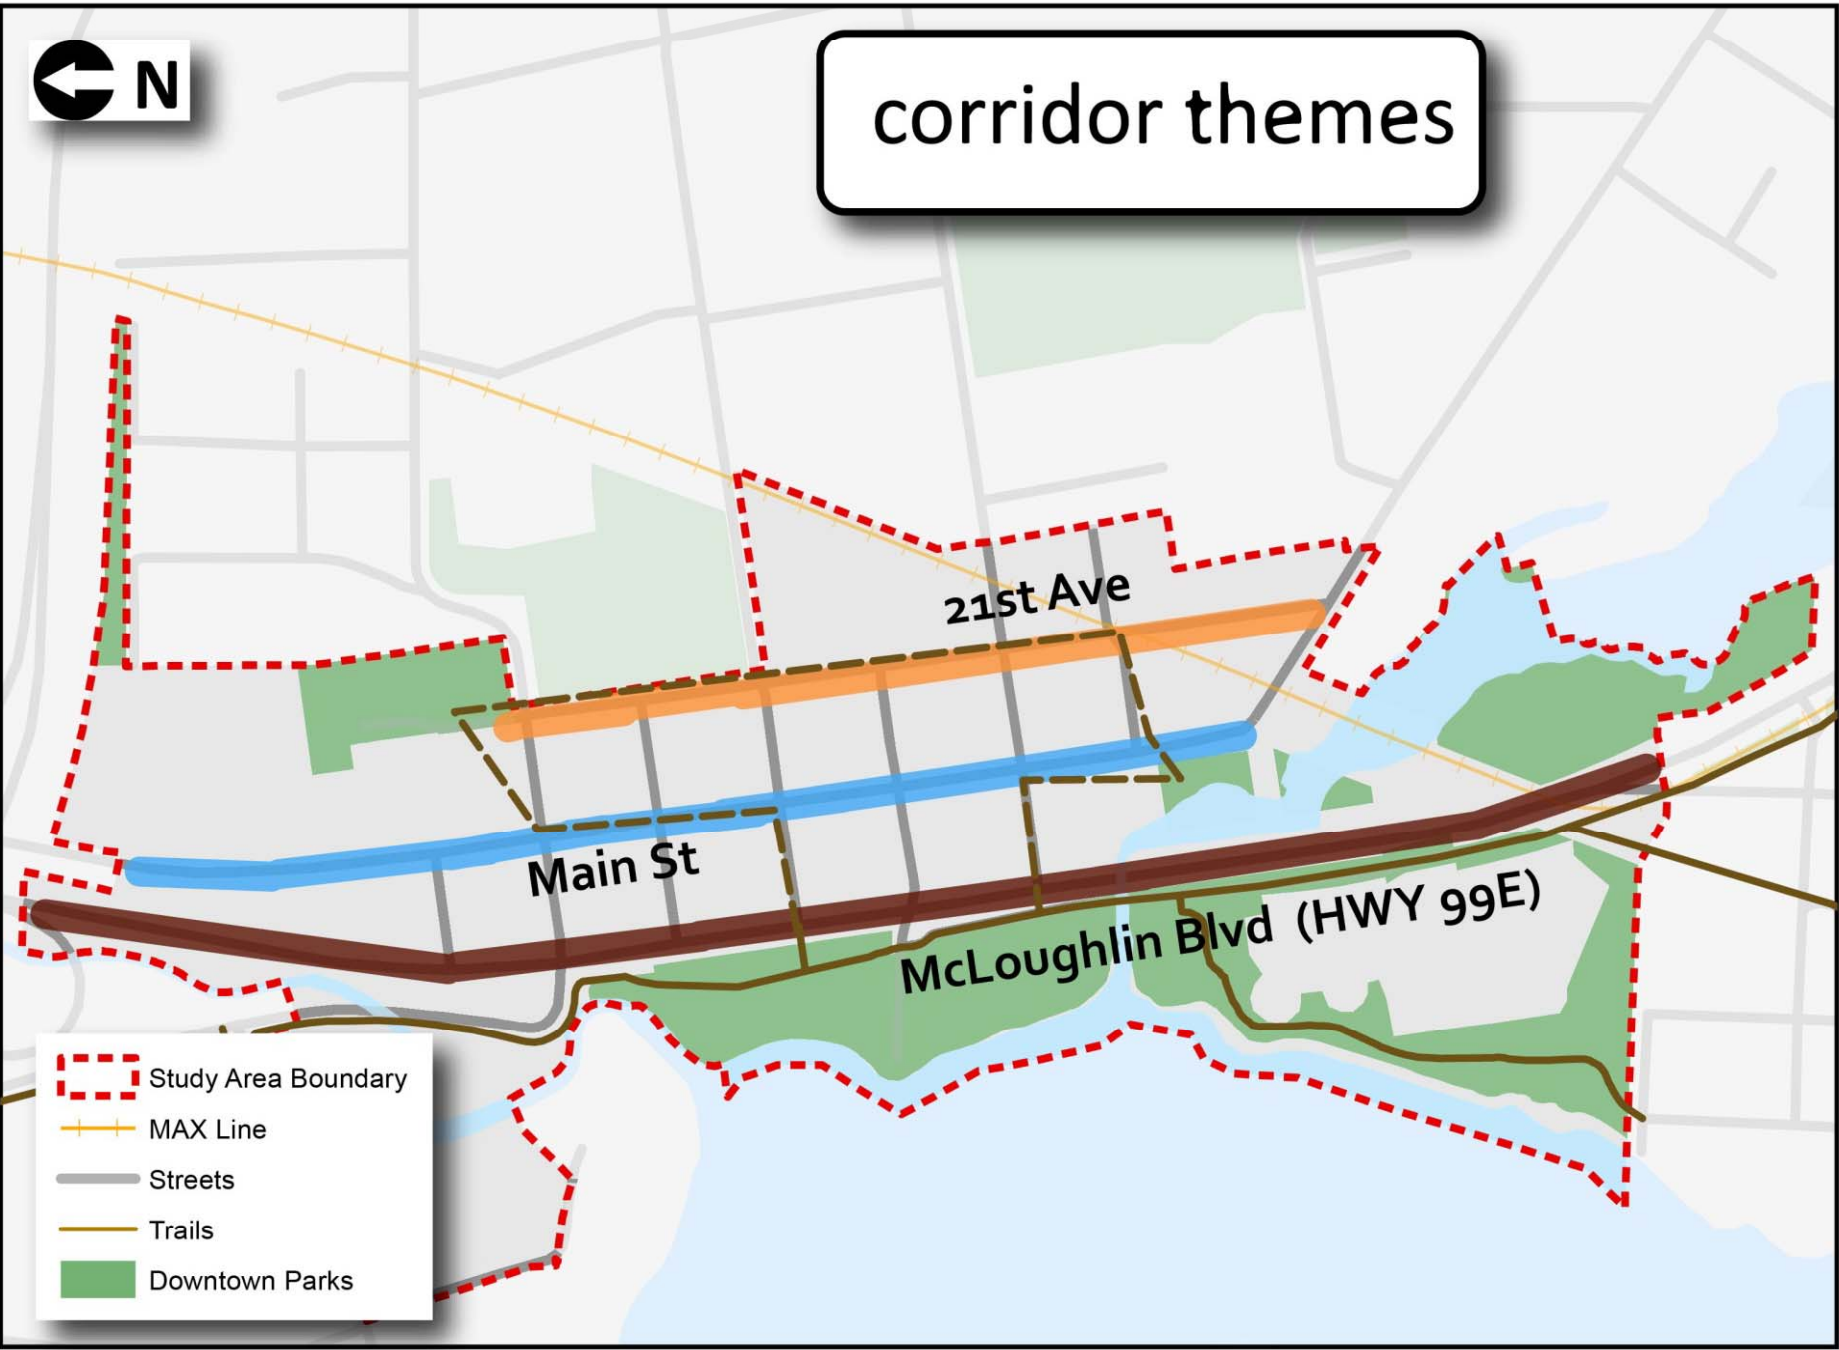 N
corridor themes
21st Ave
Main St
McLoughlin Blvd (HWY 99E)
Study Area Boundary
MAX Line
Streets
Trails
Downtown Parks